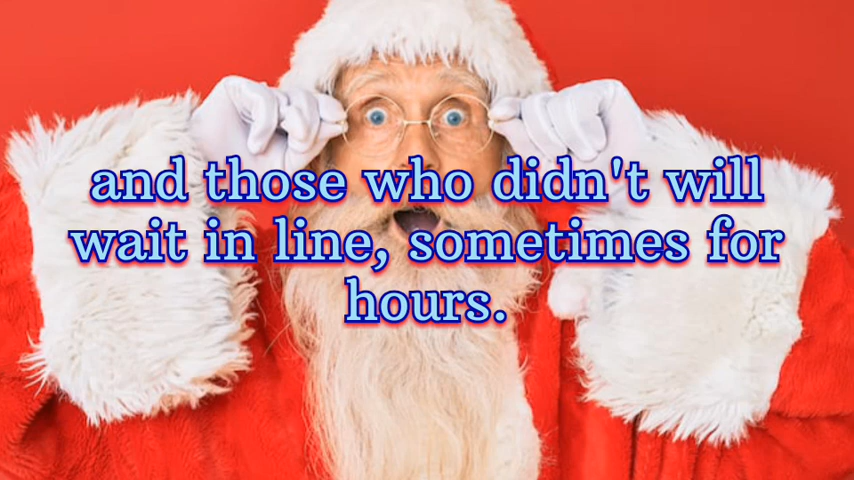 and those who didn't will
wait in line, sometimes for
hours.